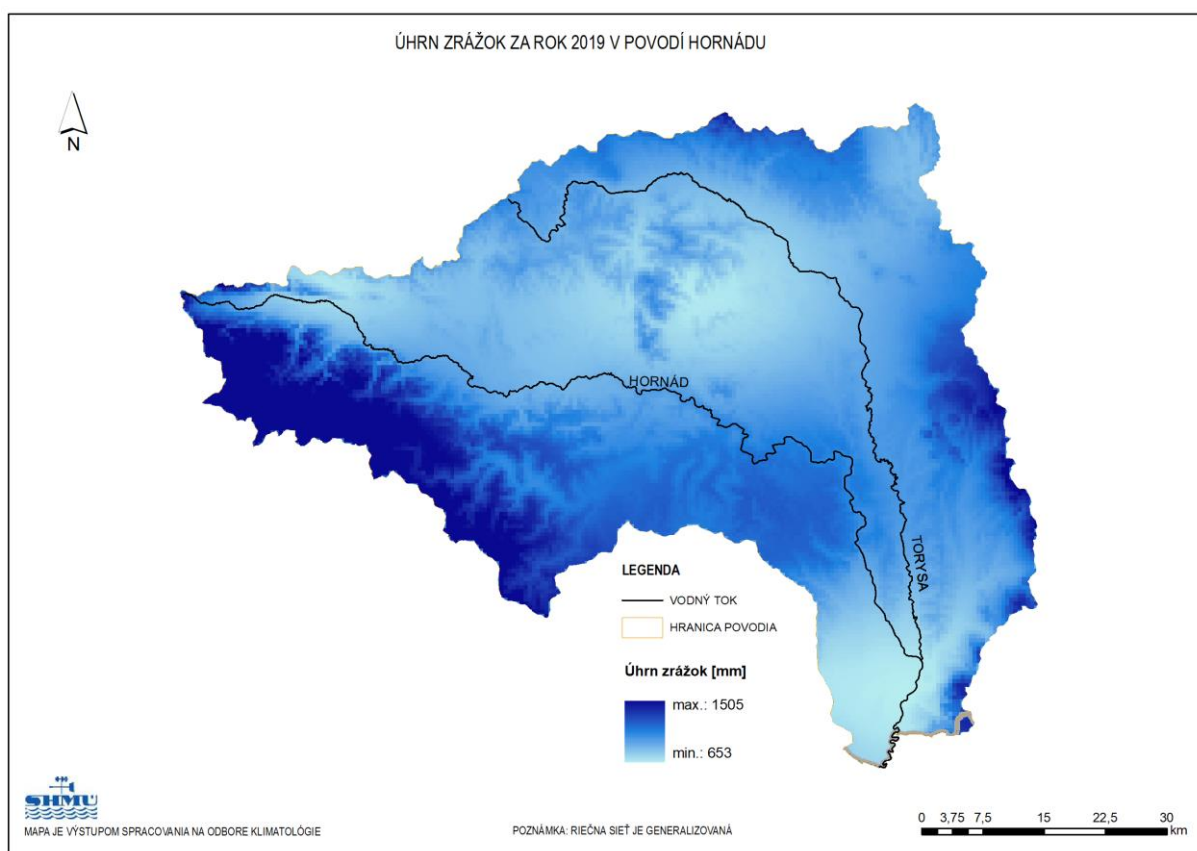 ÚHRN ZRÁŽOK ZA ROK 2019 V POVODÍ HORNÁDU
N
HORNÁD
TORYSA
LEGENDA
VODNÝ TOK
HRANICA POVODIA
Úhrn zrážok [mm]
max.: 1505
min.: 653
SHMÚ
MAPA JE VÝSTUPOM SPRACOVANIA NA ODBORE KLIMATOLÓGIE
POZNÁMKA: RIEČNA SIEŤ JE GENERALIZOVANÁ
0 3,75 7,5 15 22,5 30
km